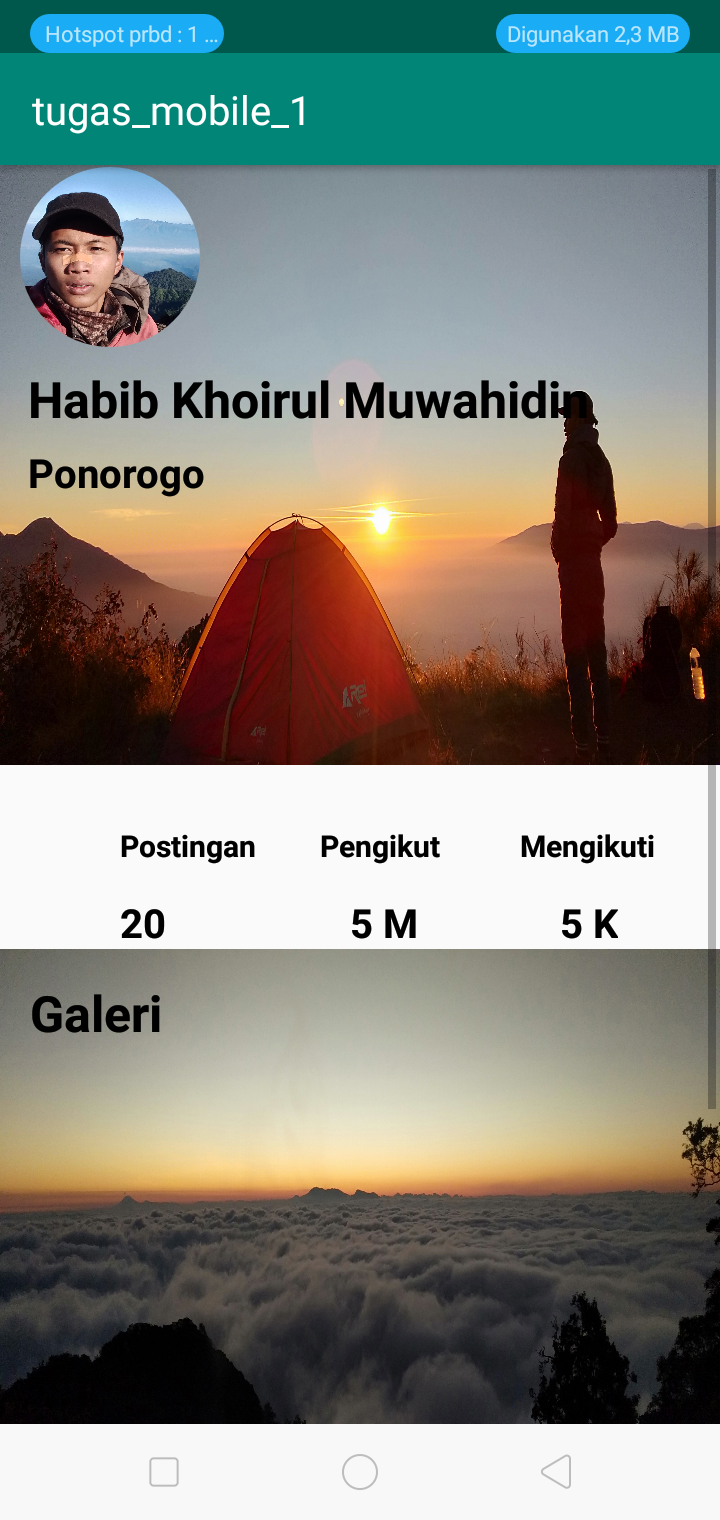 Hotspot prbd : 1 ... Digunakan 2,3 MB
tugas_mobile_1
Habib Khoirul Muwahidin
Ponorogo
Postingan Pengikut Mengikuti
20 5 M 5 K
Galeri